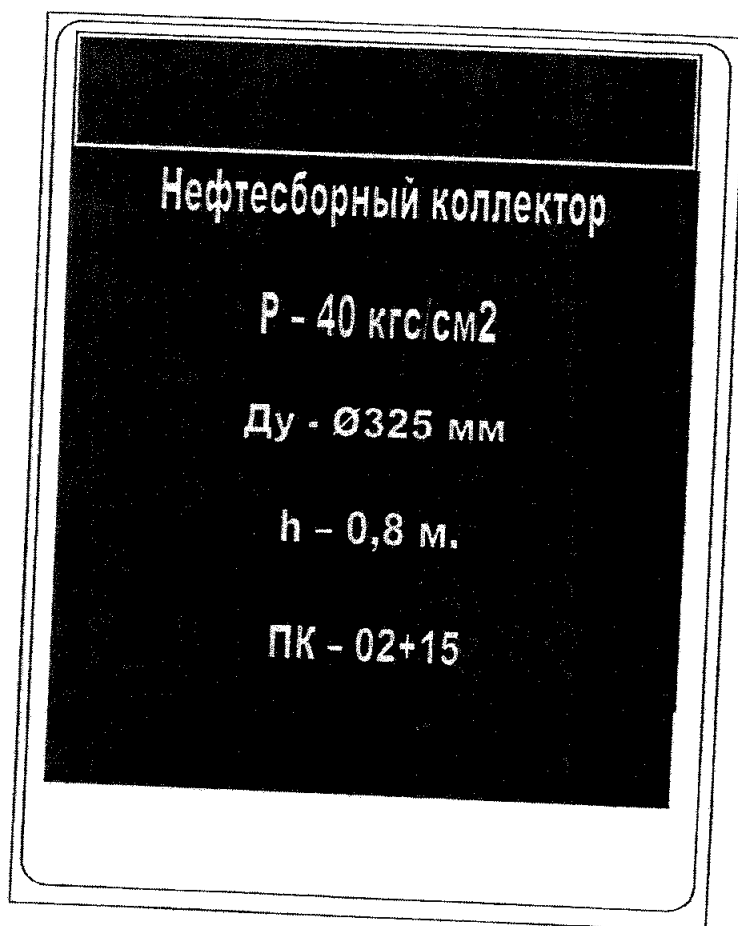 Нефтесборный коллектор
Р – 40 кгс/см2
Ду - Ø325 мм
h – 0,8 м.
ПК – 02+15